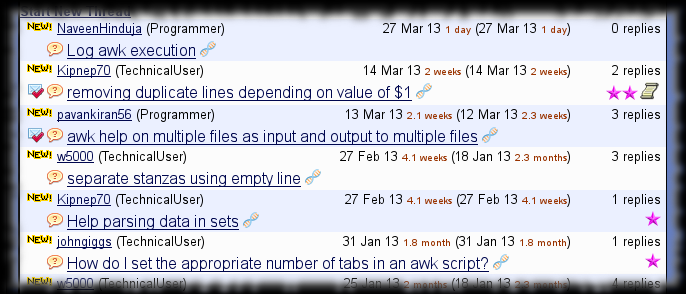 Start New Thread
NEW! NaveenHinduja (Programmer) 27 Mar 13 1 day (27 Mar 13 1 day) 0 replies
Log awk execution
NEW! Kipnep70 (TechnicalUser) 14 Mar 13 2 weeks (14 Mar 13 2 weeks) 2 replies
removing duplicate lines depending on value of $1
NEW! pavankiran56 (Programmer) 13 Mar 13 2.1 weeks (12 Mar 13 2.3 weeks) 3 replies
awk help on multiple files as input and output to multiple files
NEW! w5000 (TechnicalUser) 27 Feb 13 4.1 weeks (18 Jan 13 2.3 months) 3 replies
separate stanzas using empty line
NEW! Kipnep70 (TechnicalUser) 27 Feb 13 4.1 weeks (27 Feb 13 4.1 weeks) 1 replies
Help parsing data in sets
NEW! johngiggs (TechnicalUser) 31 Jan 13 1.8 month (31 Jan 13 1.8 month) 1 replies
How do I set the appropriate number of tabs in an awk script?
NEW! w5000 (TechnicalUser) 25 Jan 13 2 months (18 Jan 13 2.3 months) 4 replies